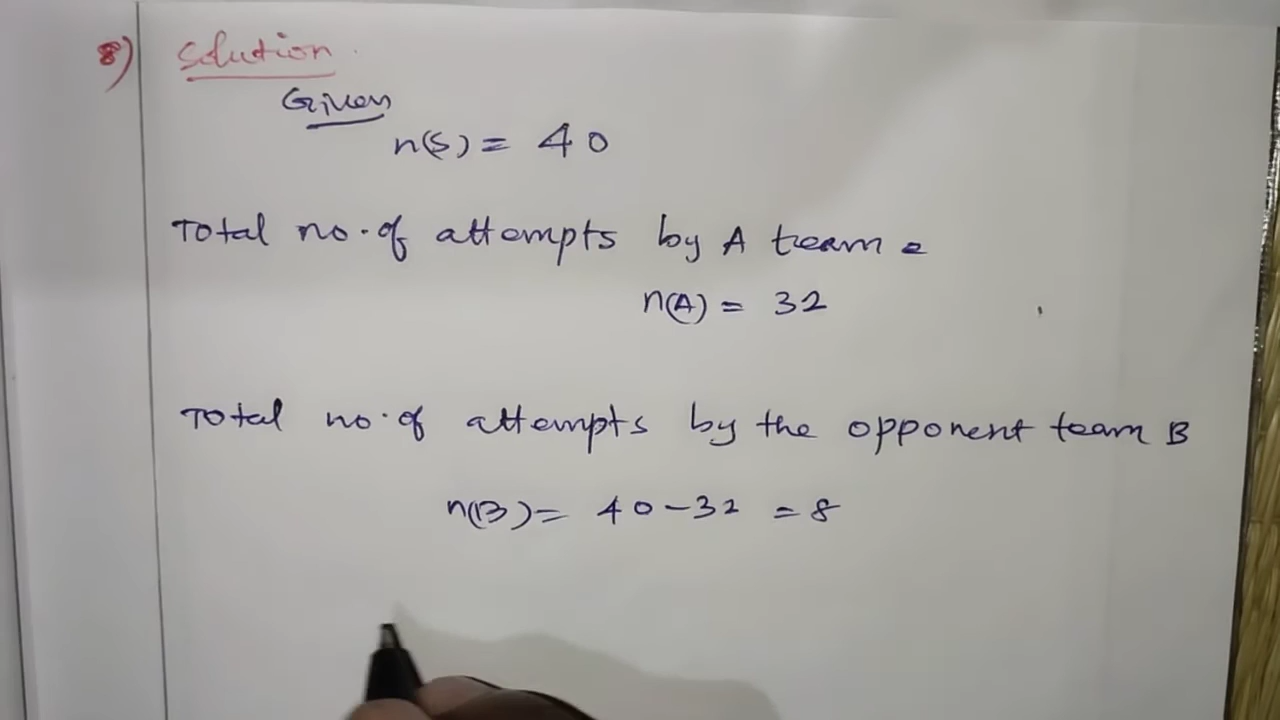 8) Solution.
Given
n(S) = 40
Total no. of attempts by A team =
n(A) = 32
Total no. of attempts by the opponent team B
n(B) = 40-32 = 8